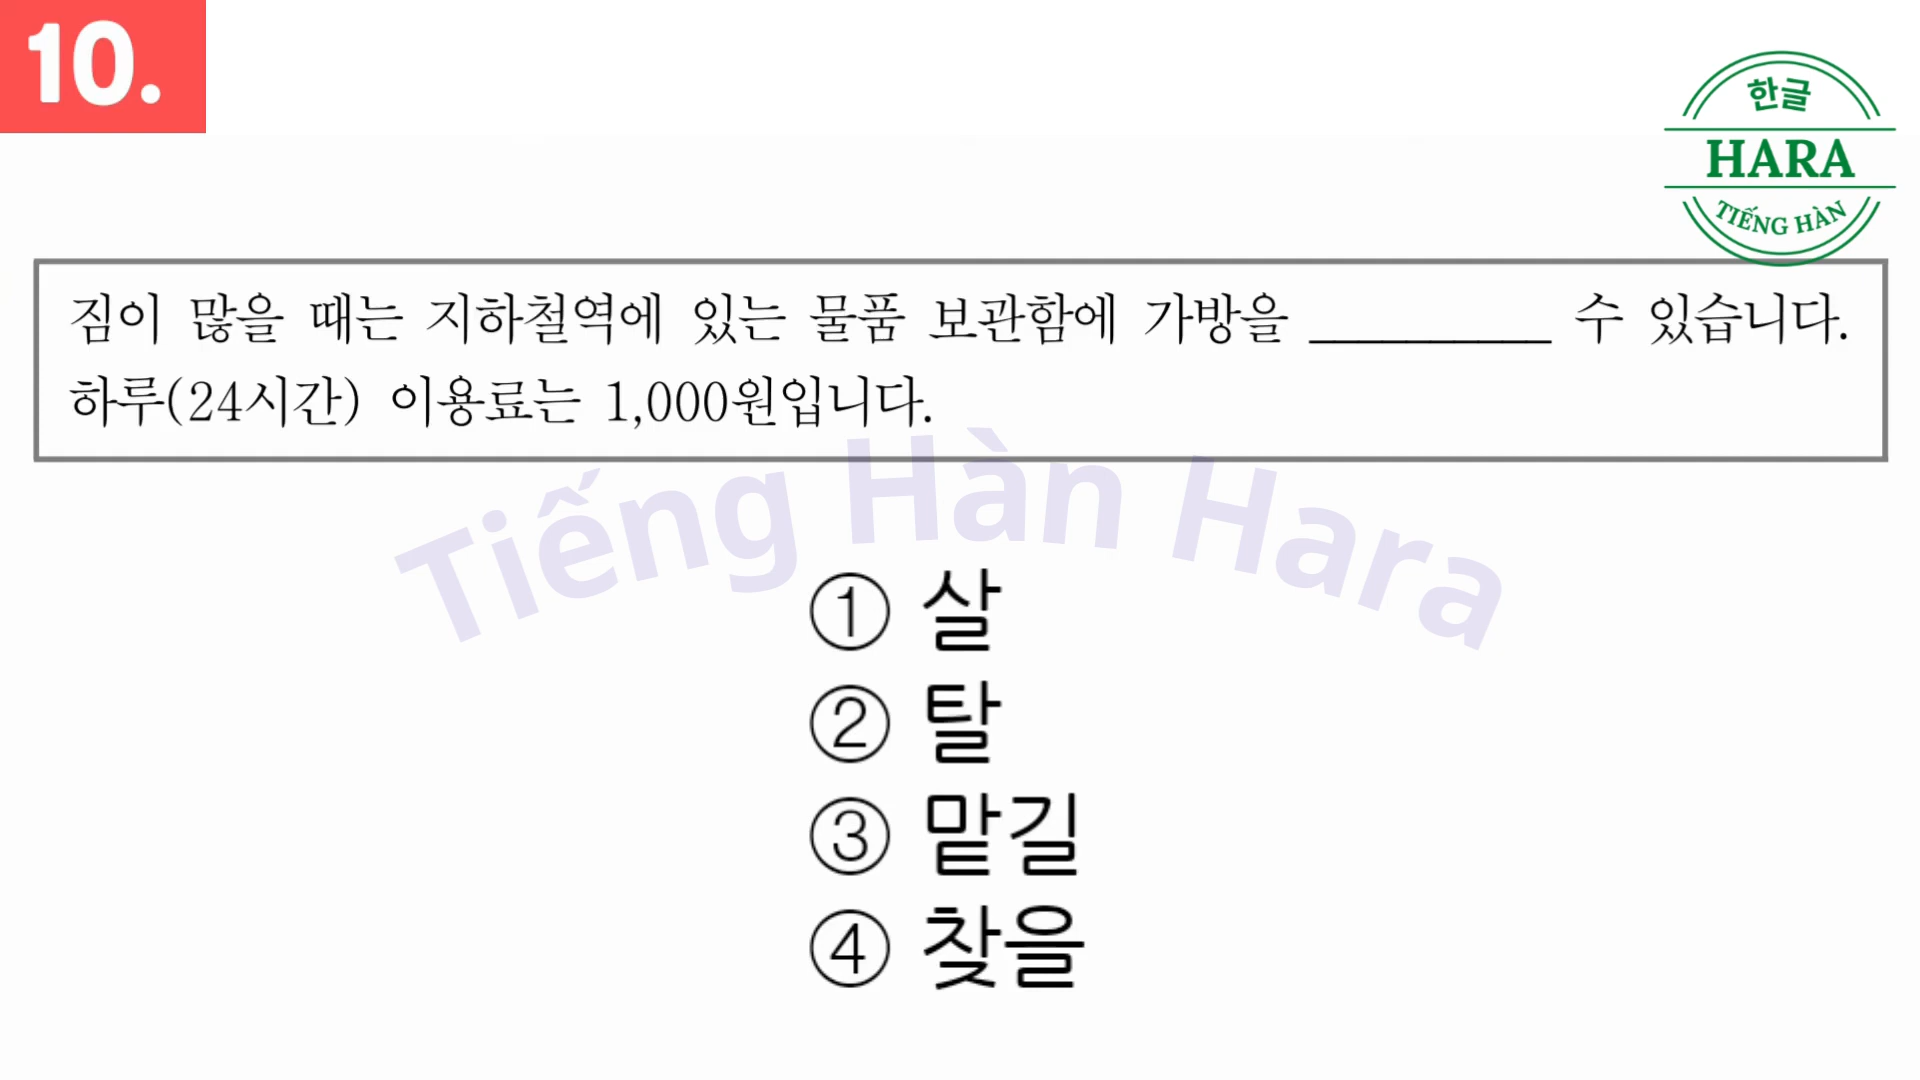 10.
한글
HARA
TIẾNG HÀN
짐이 많을 때는 지하철역에 있는 물품 보관함에 가방을 __________ 수 있습니다.
하루(24시간) 이용료는 1,000원입니다.
Tiếng Hàn Hara
① 살
② 탈
③ 맡길
④ 찾을